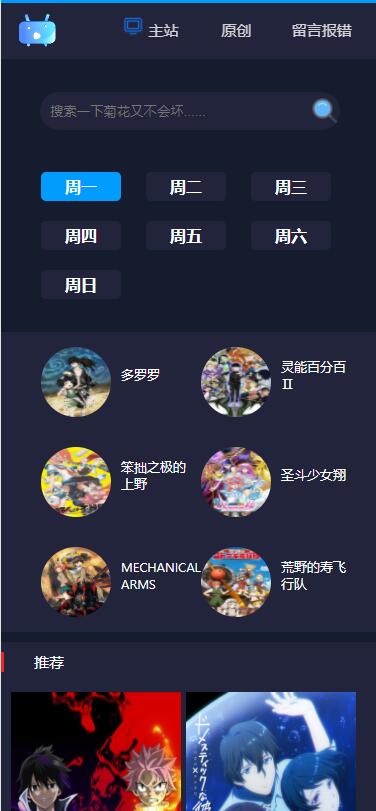 主站 原创 留言报错
搜索一下菊花又不会坏......
周一 周二 周三
周四 周五 周六
周日
多罗罗
灵能百分百
II
笨拙之极的
上野
圣斗少女翔
MECHANICAL
ARMS
荒野的寿飞
行队
推荐